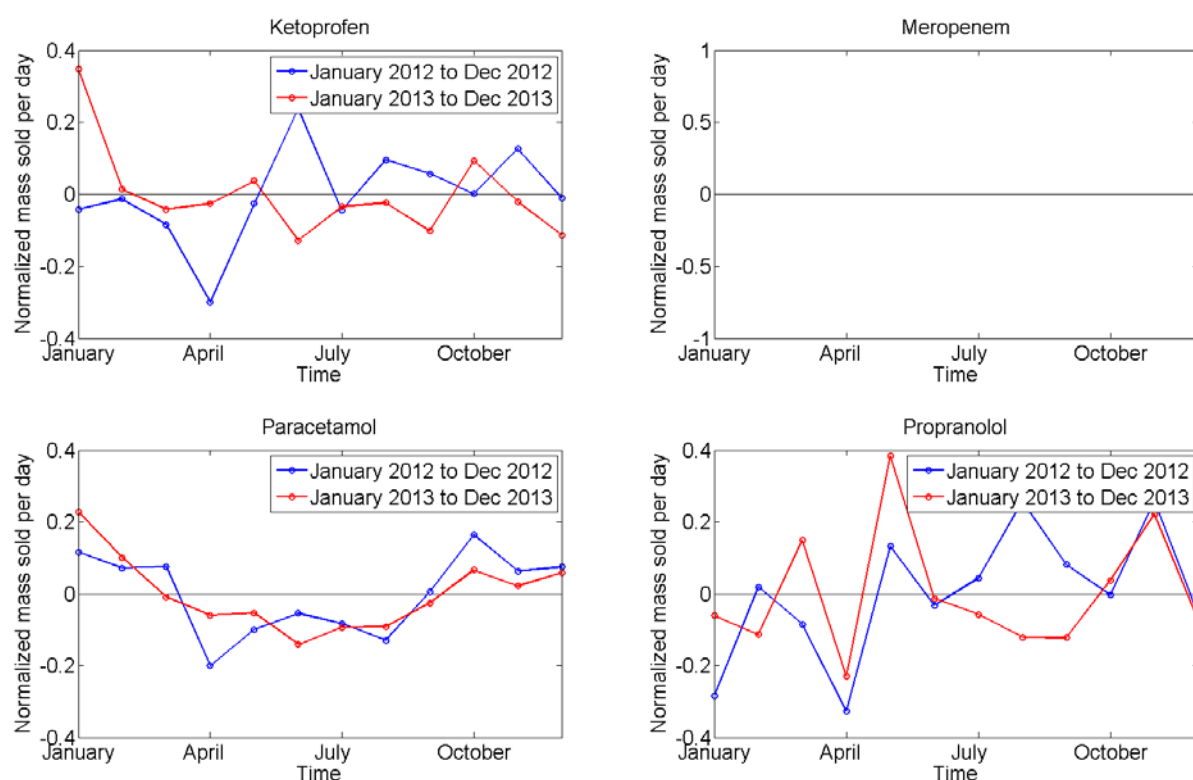 Ketoprofen
0.4
0.2
0
-0.2
-0.4
Normalized mass sold per day
January 2012 to Dec 2012
January 2013 to Dec 2013
January
April
July
October
Time
Meropenem
1
0.5
0
-0.5
-1
Normalized mass sold per day
January
April
July
October
Time
Paracetamol
0.4
0.2
0
-0.2
-0.4
Normalized mass sold per day
January 2012 to Dec 2012
January 2013 to Dec 2013
January
April
July
October
Time
Propranolol
0.4
0.2
0
-0.2
-0.4
Normalized mass sold per day
January 2012 to Dec 2012
January 2013 to Dec 2013
January
April
July
October
Time